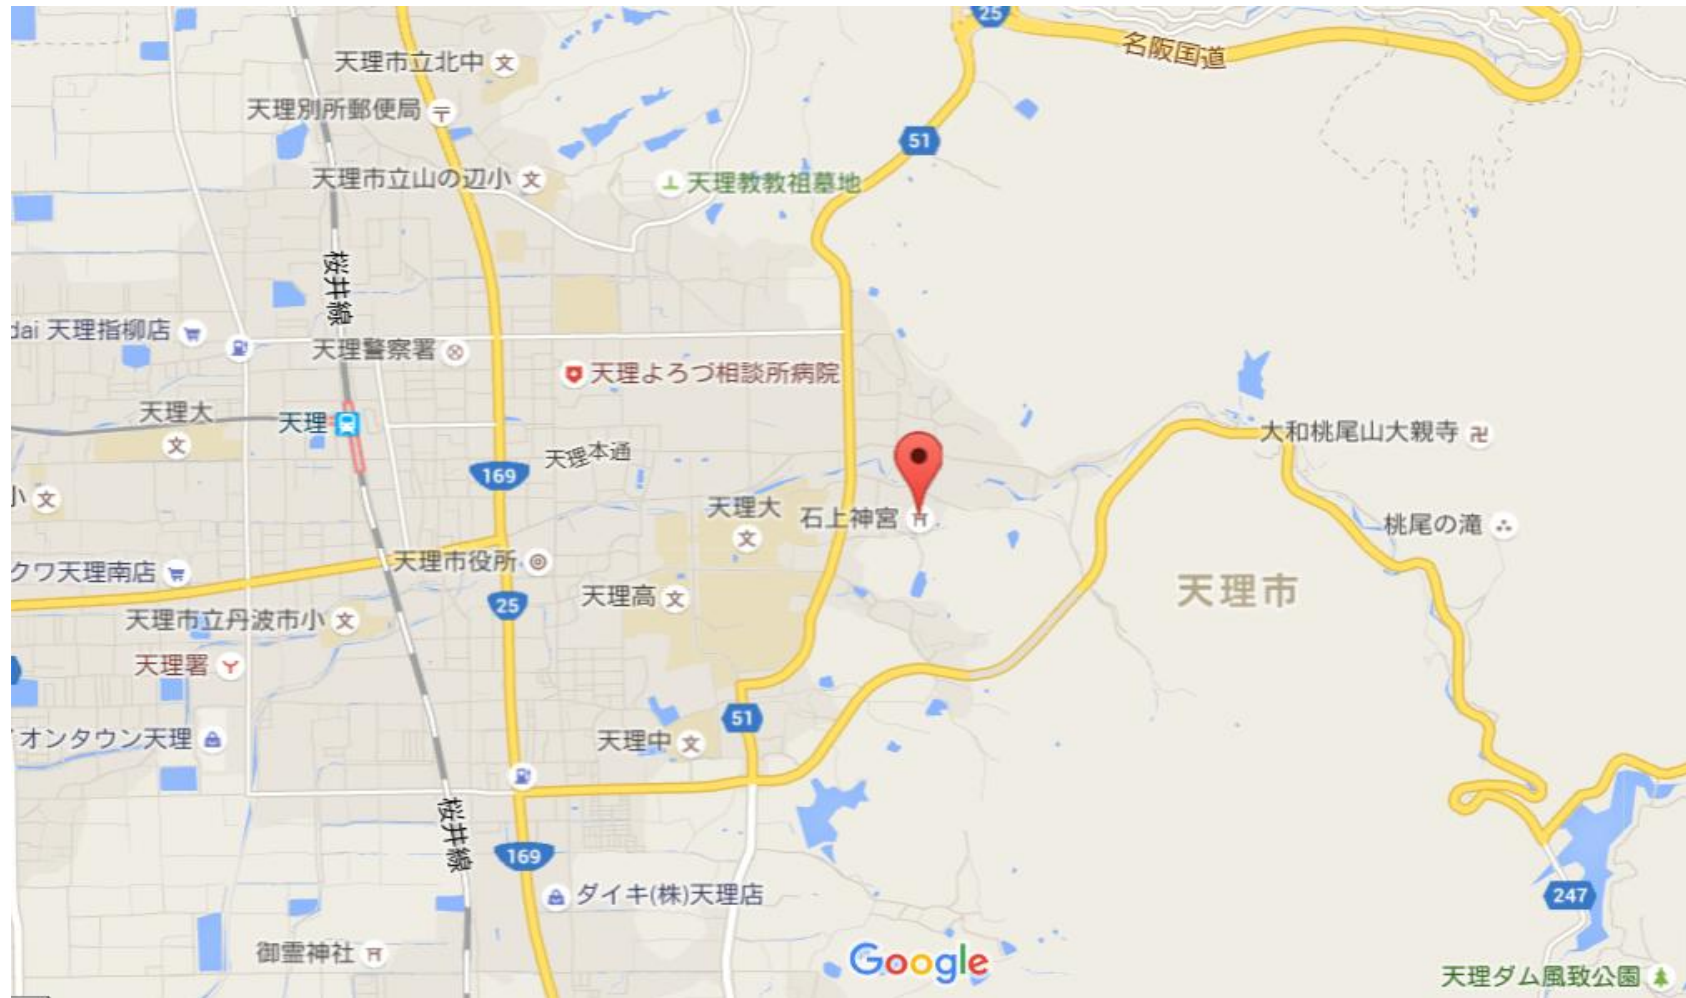 25
名阪国道
天理市立北中
天理別所郵便局
51
天理市立山の辺小
天理教教祖墓地
桜井線
dai 天理指柳店
天理警察署
天理よろづ相談所病院
天理大
天理
大和桃尾山大親寺
天理本通
169
小
天理大
石上神宮
桃尾の滝
天理市役所
クワ天理南店
天理市
天理高
25
天理市立丹波市小
天理署
51
オンタウン天理
天理中
桜井線
169
ダイキ(株)天理店
247
御霊神社
Google
天理ダム風致公園